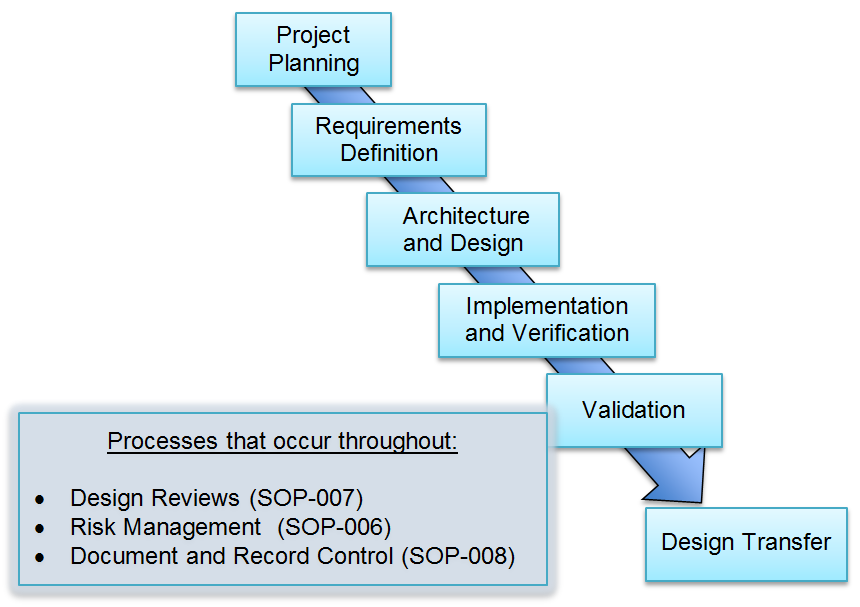 Project
Planning
Requirements
Definition
Architecture
and Design
Implementation
and Verification
Validation
Design Transfer
Processes that occur throughout:
• Design Reviews (SOP-007)
• Risk Management (SOP-006)
• Document and Record Control (SOP-008)